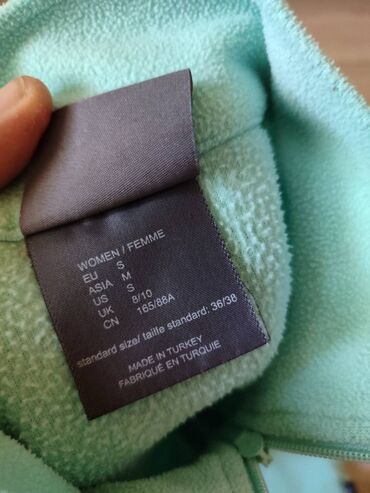 WOMEN / FEMME
EU S
ASIA M
US S
UK 8/10
CN 165/88A
standard size/ taille standard: 36/38
MADE IN TURKEY
FABRIQUÉ EN TURQUIE